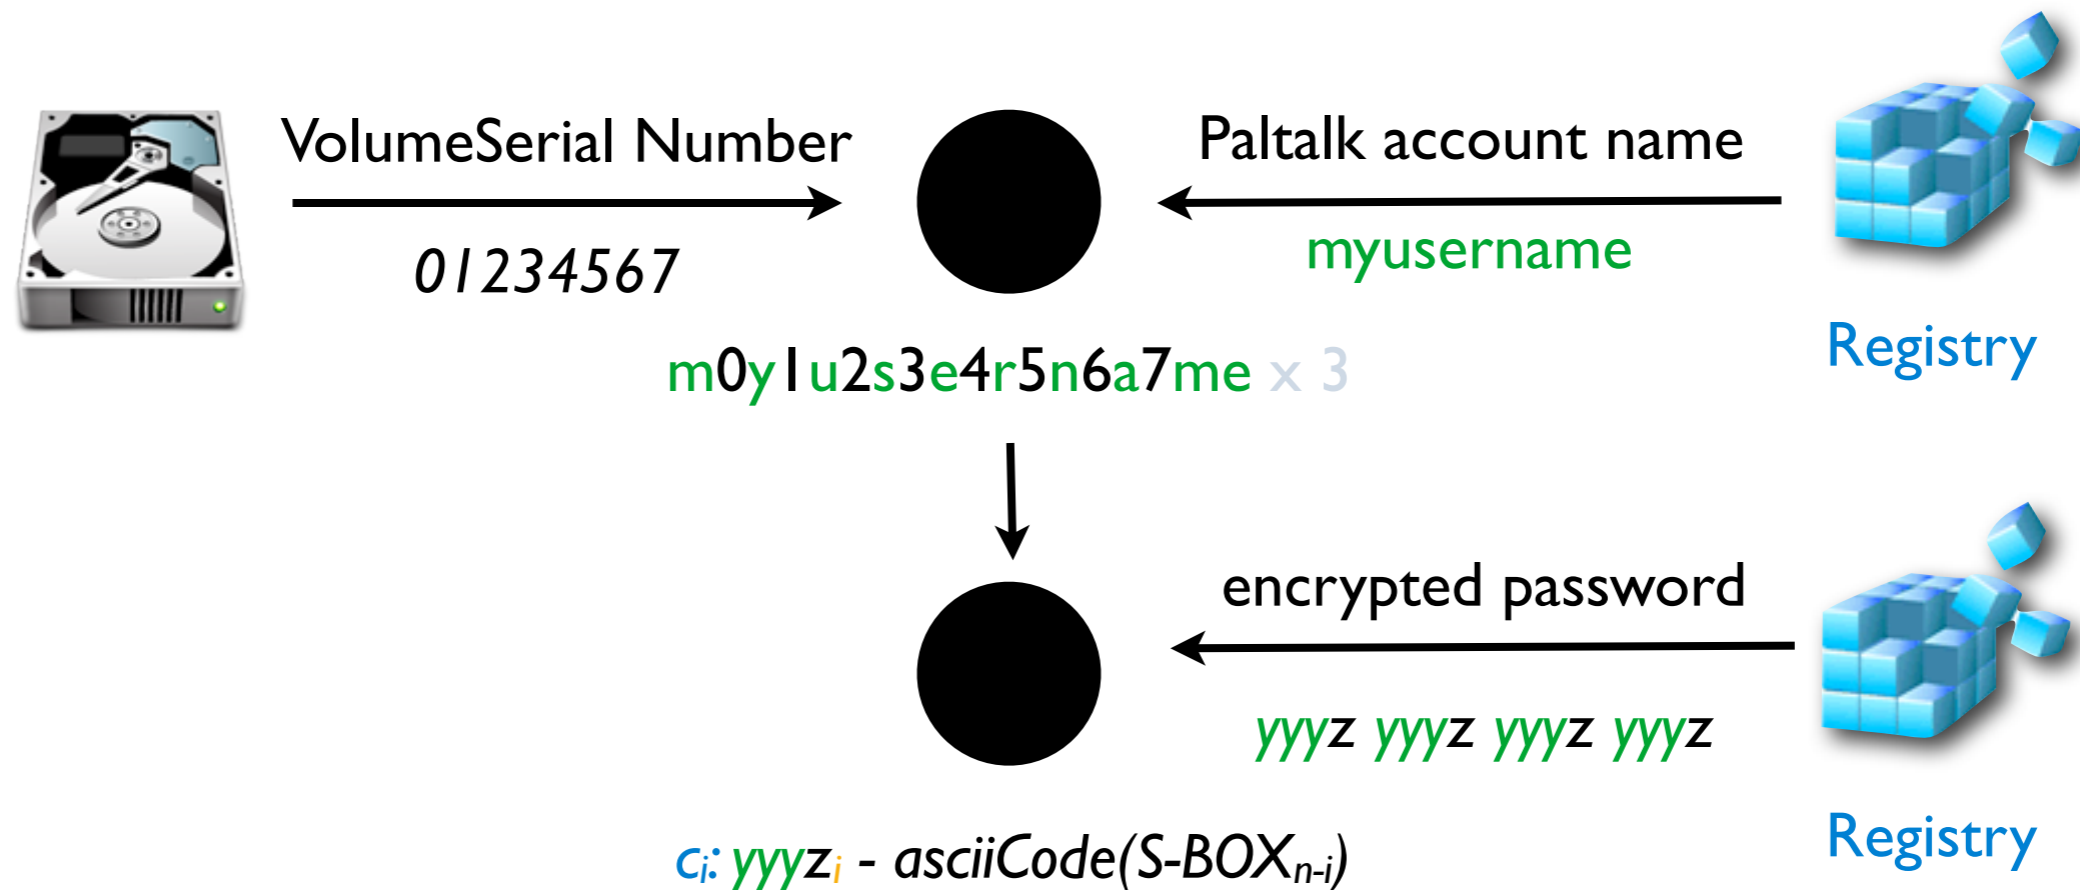 VolumeSerial Number
Paltalk account name
01234567
myusername
Registry
m0y1u2s3e4r5n6a7me x 3
encrypted password
yyyz yyyz yyyz yyyz
Registry
ci: yyyzi - asciiCode(S-BOXn-i)